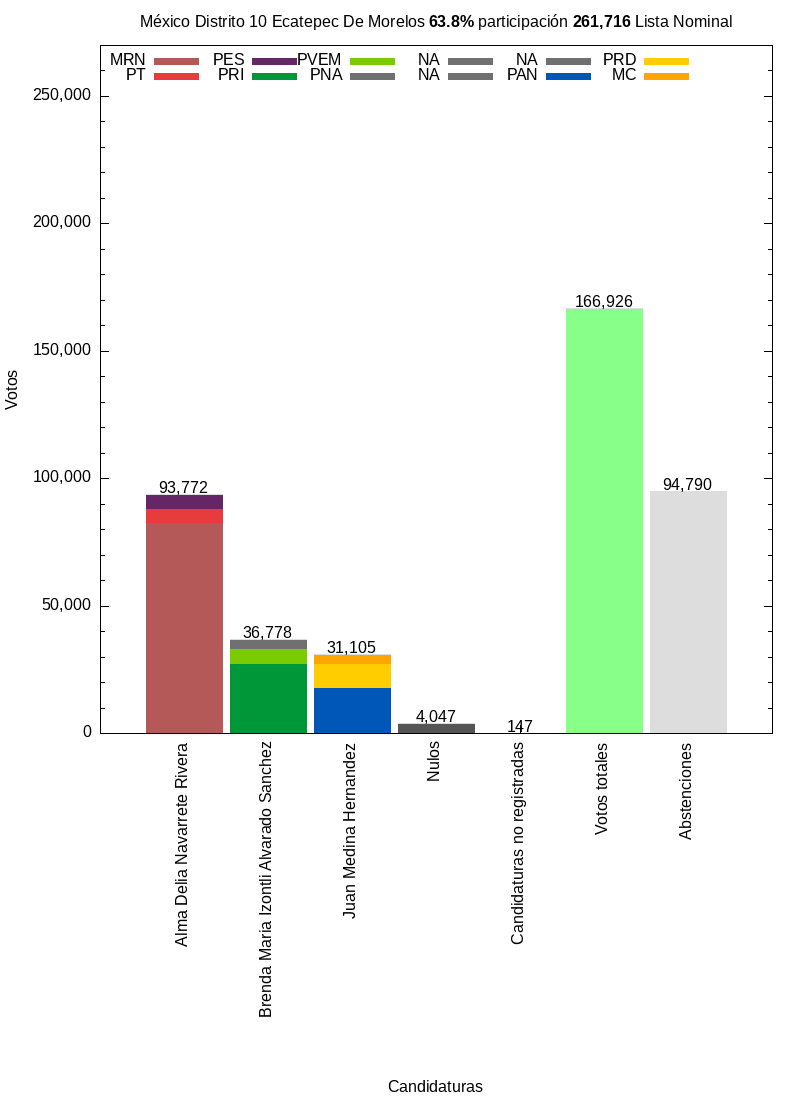 México Distrito 10 Ecatepec De Morelos 63.8% participación 261,716 Lista Nominal
MRN PES PVEM NA NA PRD
PT PRI PNA NA PAN MC
250,000
200,000
150,000
100,000
50,000
0
Votos
93,772
36,778
31,105
4,047
147
166,926
94,790
Alma Delia Navarrete Rivera
Brenda Maria Izontli Alvarado Sanchez
Juan Medina Hernandez
Nulos
Candidaturas no registradas
Votos totales
Abstenciones
Candidaturas